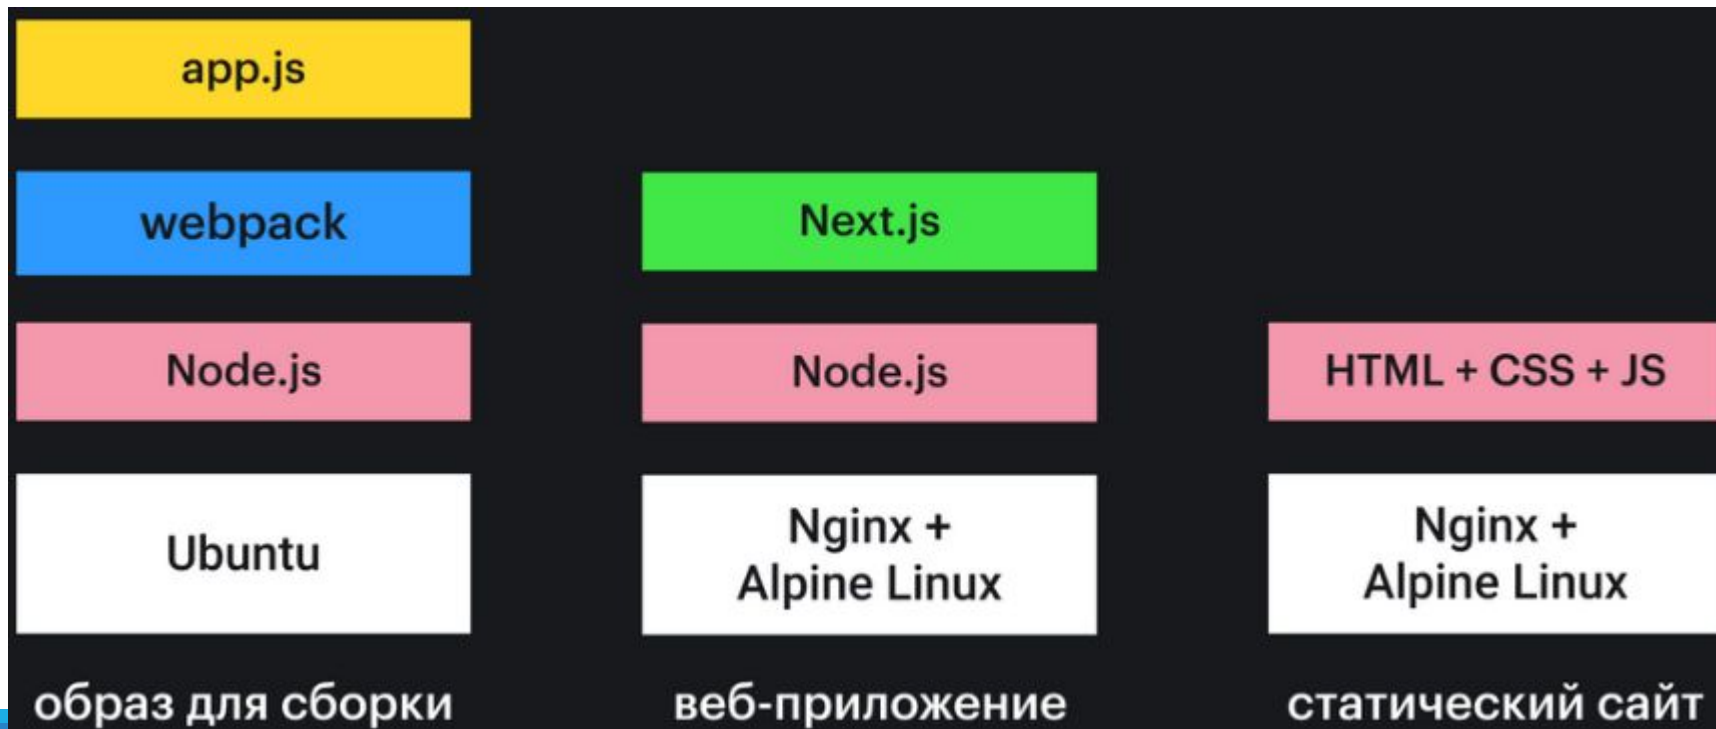 app.js
webpack
Node.js
Ubuntu
образ для сборки
Next.js
Node.js
Nginx +
Alpine Linux
веб-приложение
HTML + CSS + JS
Nginx +
Alpine Linux
статический сайт